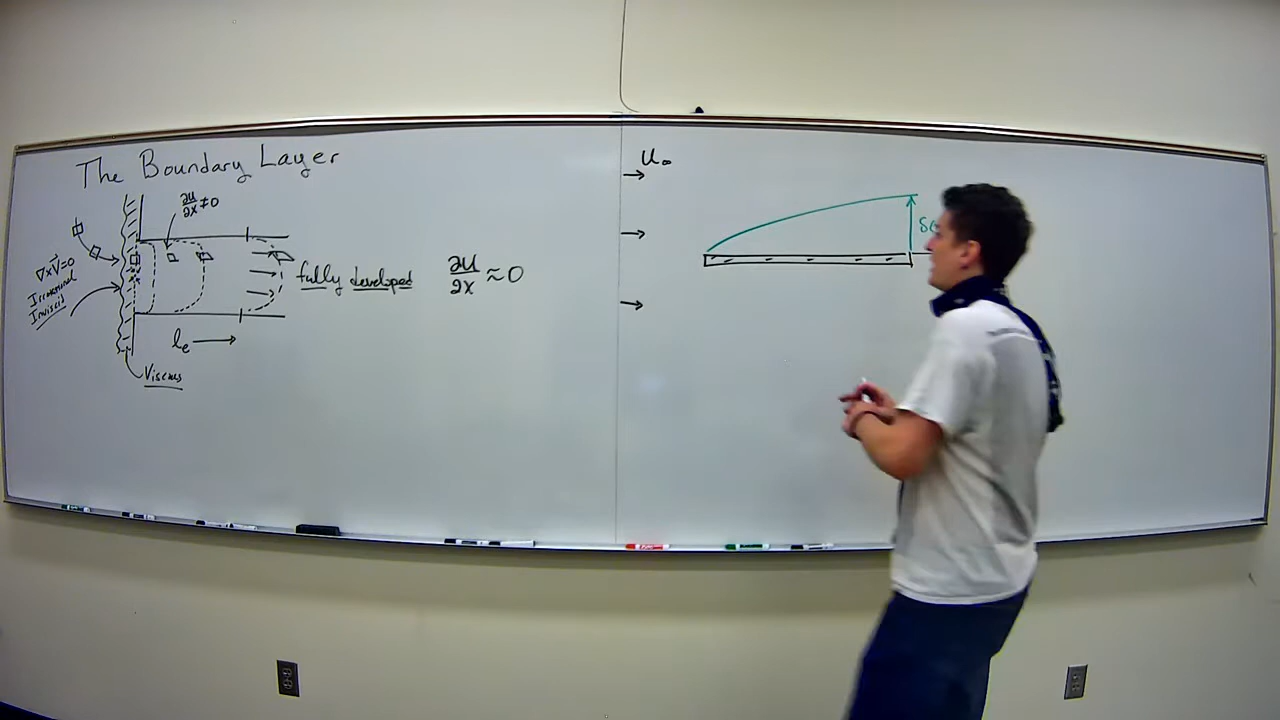 The Boundary Layer
∂u/∂x ≠ 0
∇×V⃗=0
Irrotational
Inviscid
fully developed
∂u/∂x ≈ 0
le
Viscous
U∞
δ(